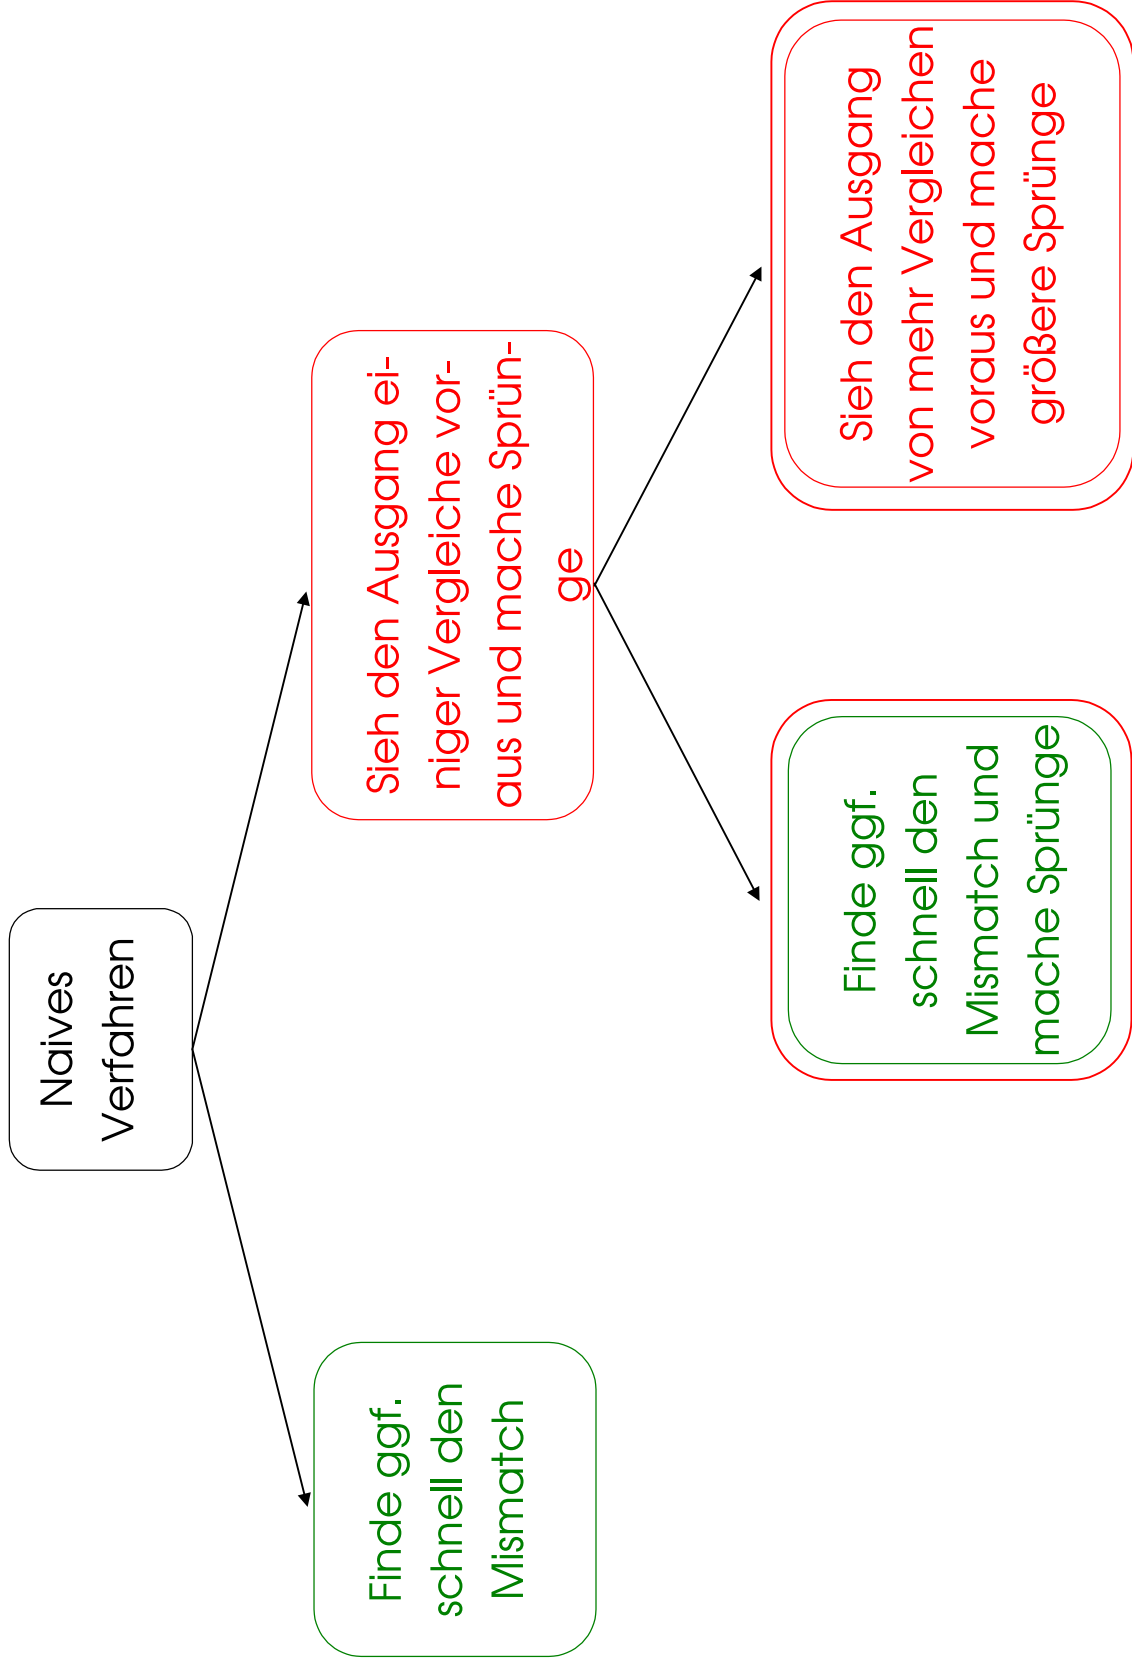 Naives
Verfahren
Finde ggf.
schnell den
Mismatch
Sieh den Ausgang ei-
niger Vergleiche vor-
aus und mache Sprün-
ge
Finde ggf.
schnell den
Mismatch und
mache Sprünge
Sieh den Ausgang
von mehr Vergleichen
voraus und mache
größere Sprünge